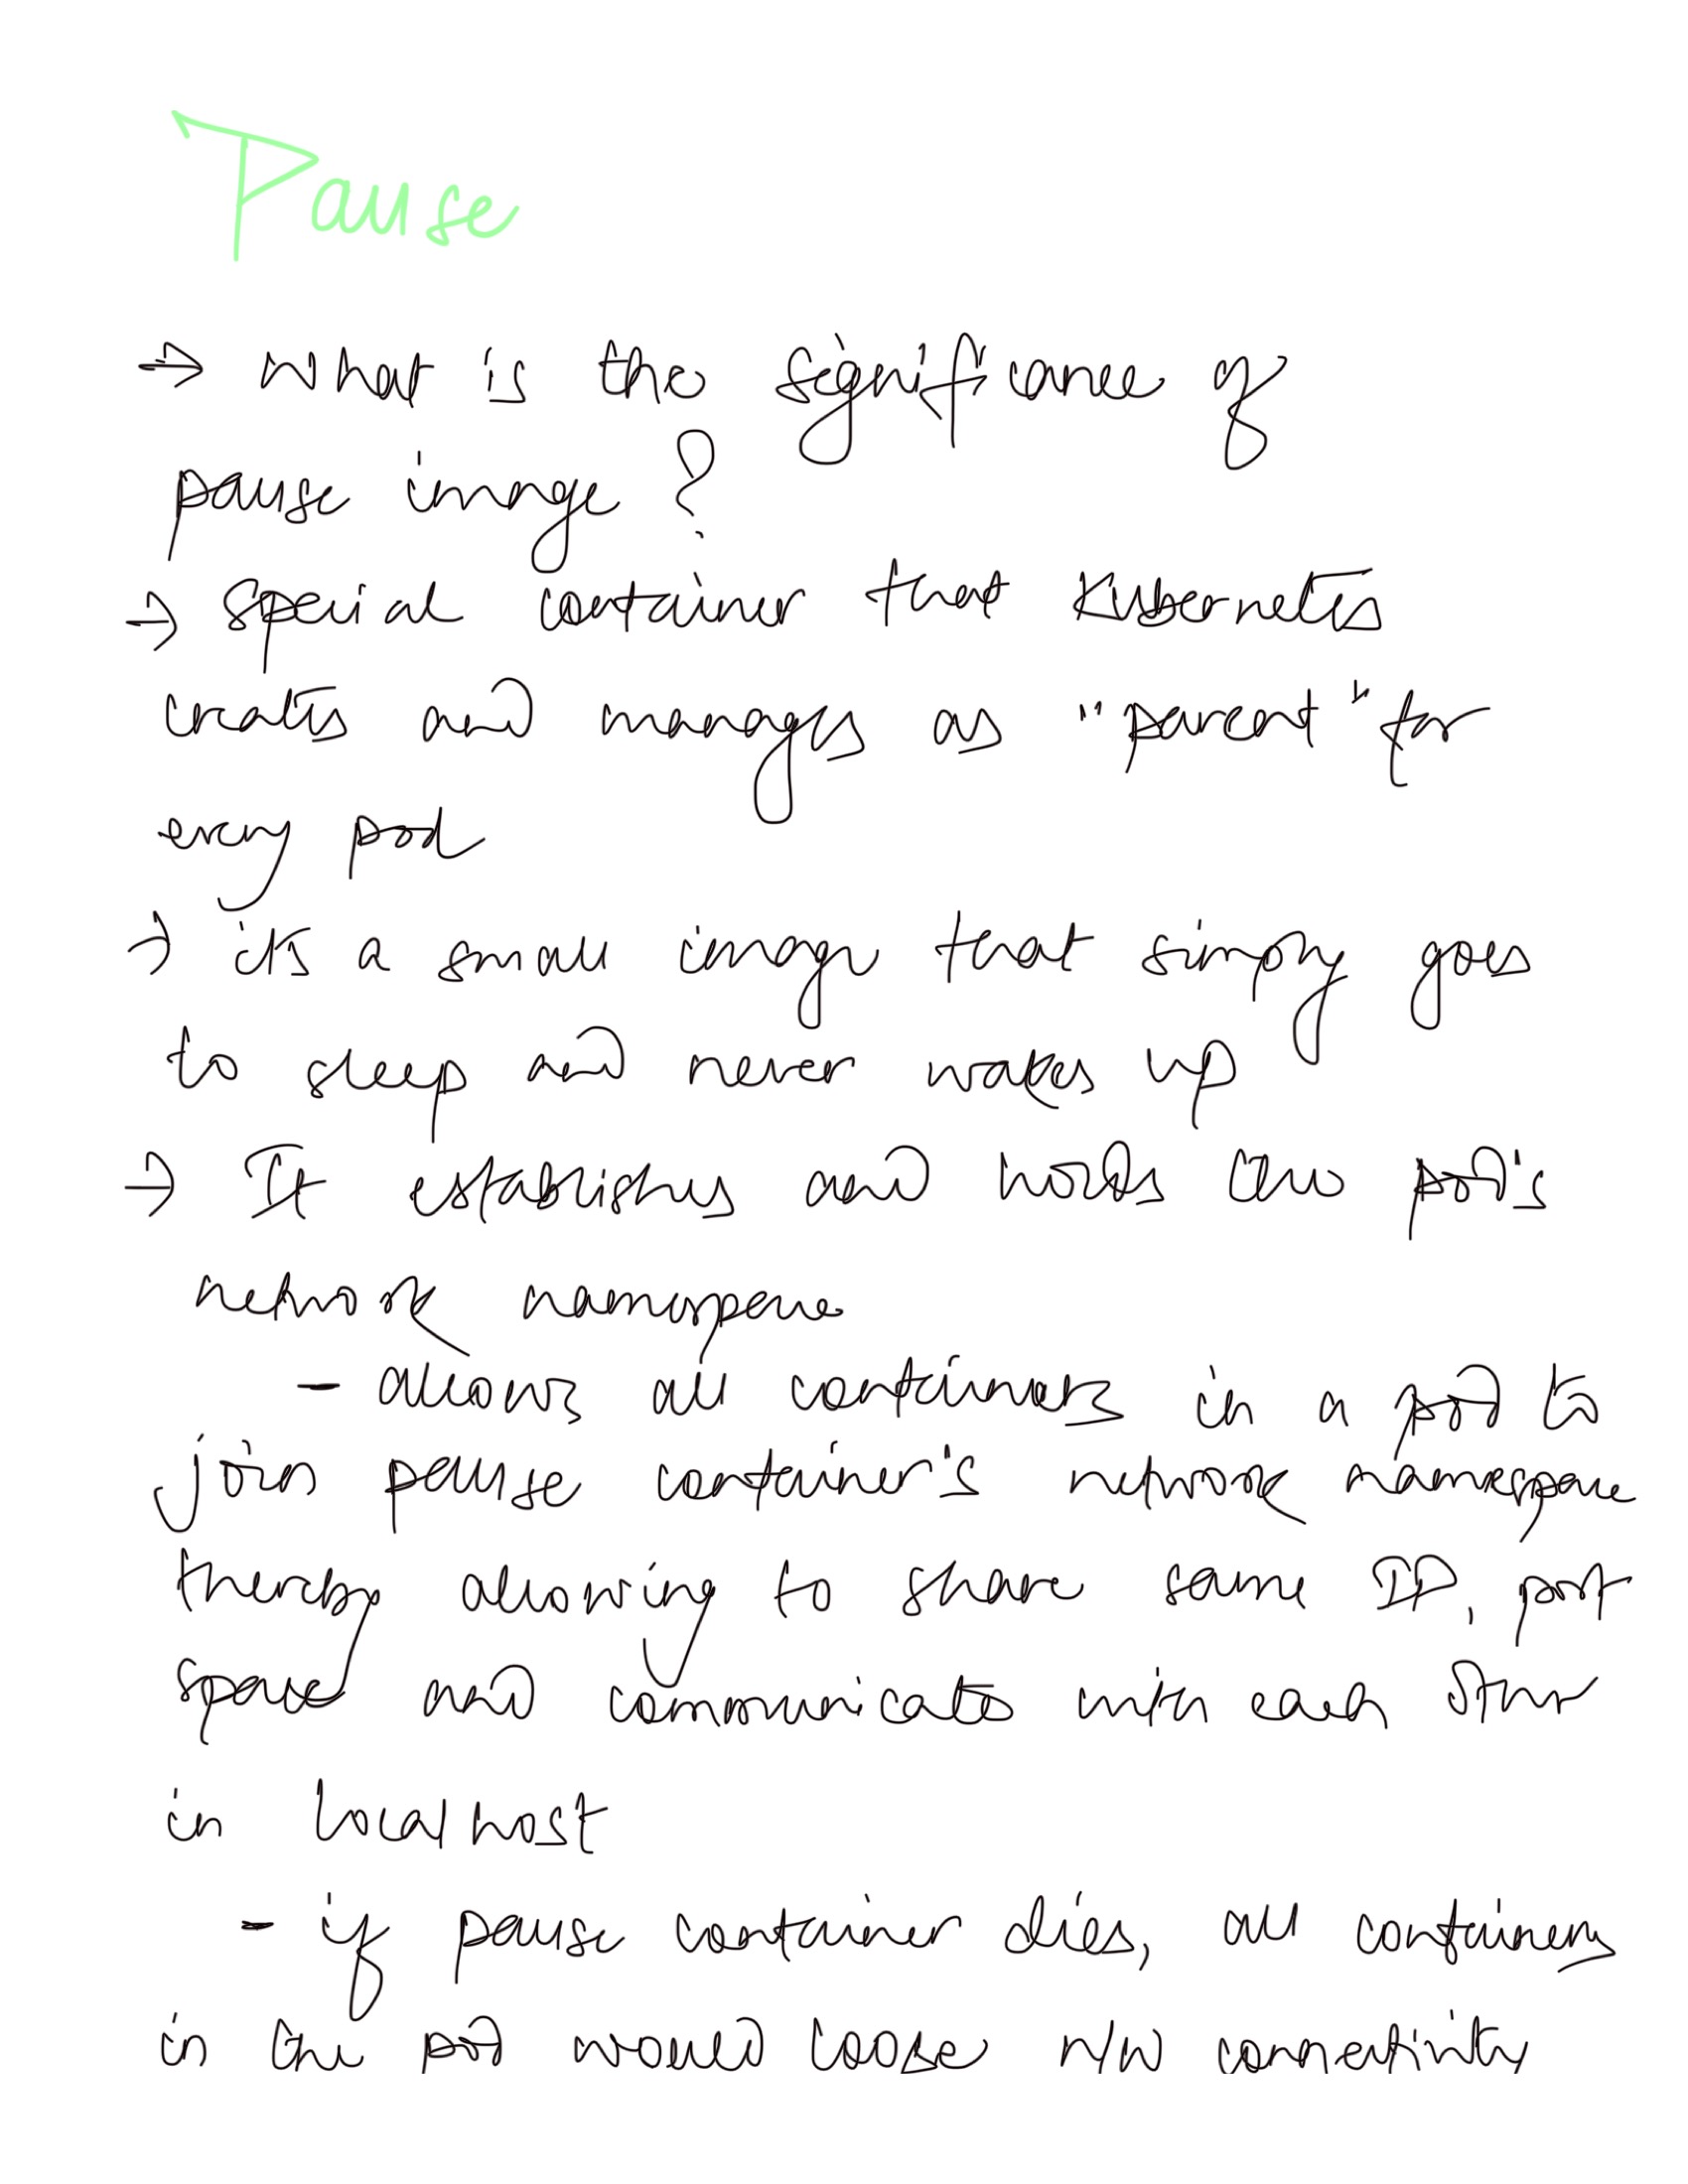 Pause
→ What is the significance of
pause image?
→ special container that Kubernetes
creates and manages as "parent" for
every pod
→ it's a small image that simply goes
to sleep and never wakes up
→ It establishes and holds the pod's
network namespace
- allows all containers in a pod to
join pause container's network namespace
thereby allowing to share same IP, port
space and communicate with each other
in localhost
- if pause container dies, all containers
in the pod would loose n/w connectivity